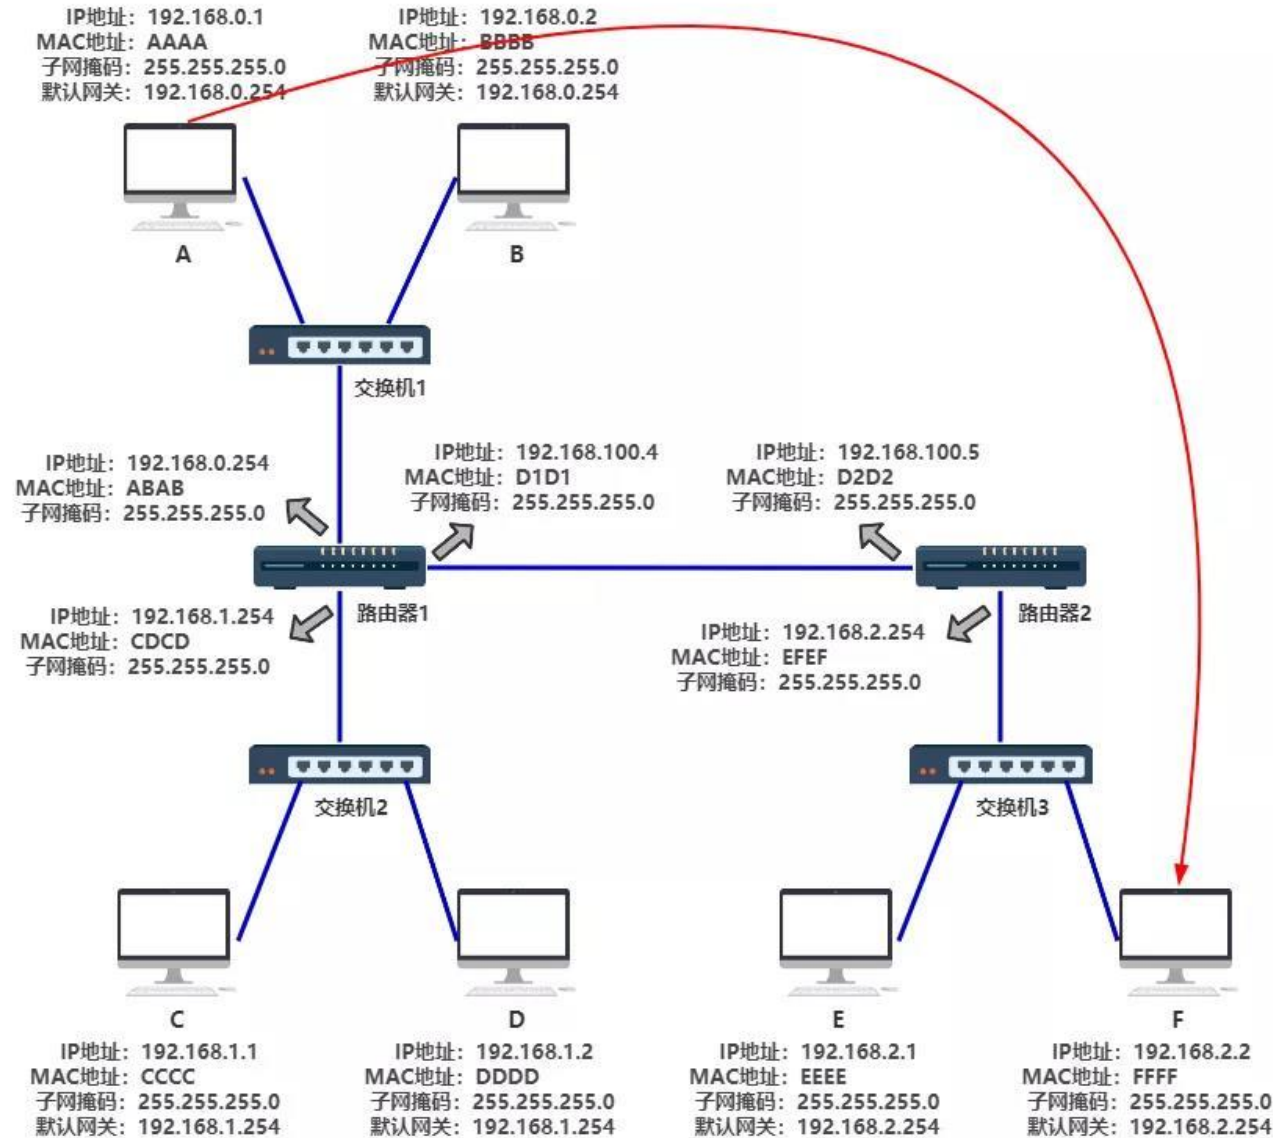 IP地址：192.168.0.1
MAC地址：AAAA
子网掩码：255.255.255.0
默认网关：192.168.0.254
IP地址：192.168.0.2
MAC地址：BBBB
子网掩码：255.255.255.0
默认网关：192.168.0.254
A
B
交换机1
IP地址：192.168.0.254
MAC地址：ABAB
子网掩码：255.255.255.0
IP地址：192.168.100.4
MAC地址：D1D1
子网掩码：255.255.255.0
IP地址：192.168.100.5
MAC地址：D2D2
子网掩码：255.255.255.0
路由器1
路由器2
IP地址：192.168.1.254
MAC地址：CDCD
子网掩码：255.255.255.0
IP地址：192.168.2.254
MAC地址：EFEF
子网掩码：255.255.255.0
交换机2
交换机3
C
IP地址：192.168.1.1
MAC地址：CCCC
子网掩码：255.255.255.0
默认网关：192.168.1.254
D
IP地址：192.168.1.2
MAC地址：DDDD
子网掩码：255.255.255.0
默认网关：192.168.1.254
E
IP地址：192.168.2.1
MAC地址：EEEE
子网掩码：255.255.255.0
默认网关：192.168.2.254
F
IP地址：192.168.2.2
MAC地址：FFFF
子网掩码：255.255.255.0
默认网关：192.168.2.254